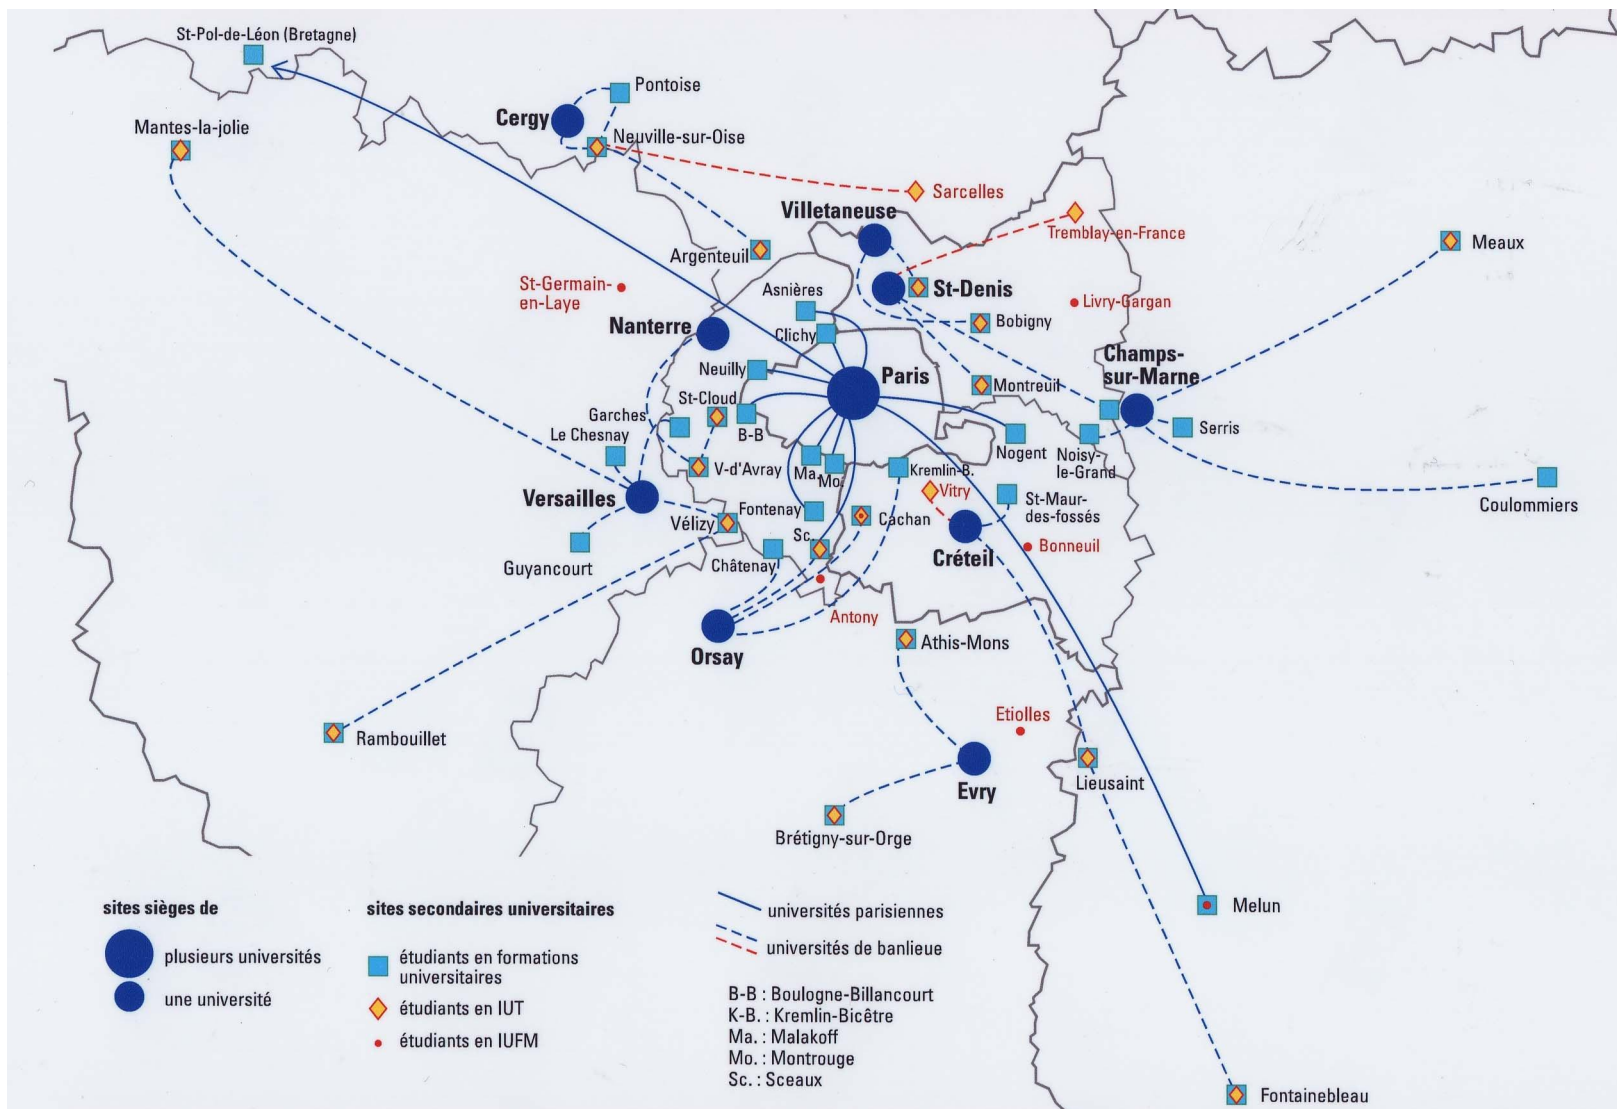 St-Pol-de-Léon (Bretagne)
Pontoise
Cergy
Mantes-la-jolie
Neuville-sur-Oise
Sarcelles
Villetaneuse
Tremblay-en-France
Meaux
Argenteuil
St-Germain-
en-Laye
Asnières
St-Denis
Livry-Gargan
Nanterre
Clichy
Bobigny
Champs-
sur-Marne
Neuilly
Paris
Montreuil
St-Cloud
Garches
Le Chesnay
B-B
Nogent
Noisy-
le-Grand
Serris
V-d'Avray
Ma.
Mo.
Kremlin-B.
Vitry
St-Maur-
des-fossés
Coulommiers
Versailles
Vélizy
Fontenay
Cachan
Sc.
Créteil
Bonneuil
Guyancourt
Châtenay
Antony
Orsay
Athis-Mons
Etiolles
Rambouillet
Evry
Lieusaint
Brétigny-sur-Orge
Melun
Fontainebleau
sites sièges de
plusieurs universités
une université
sites secondaires universitaires
étudiants en formations
universitaires
étudiants en IUT
étudiants en IUFM
universités parisiennes
universités de banlieue
B-B : Boulogne-Billancourt
K-B. : Kremlin-Bicêtre
Ma. : Malakoff
Mo. : Montrouge
Sc. : Sceaux